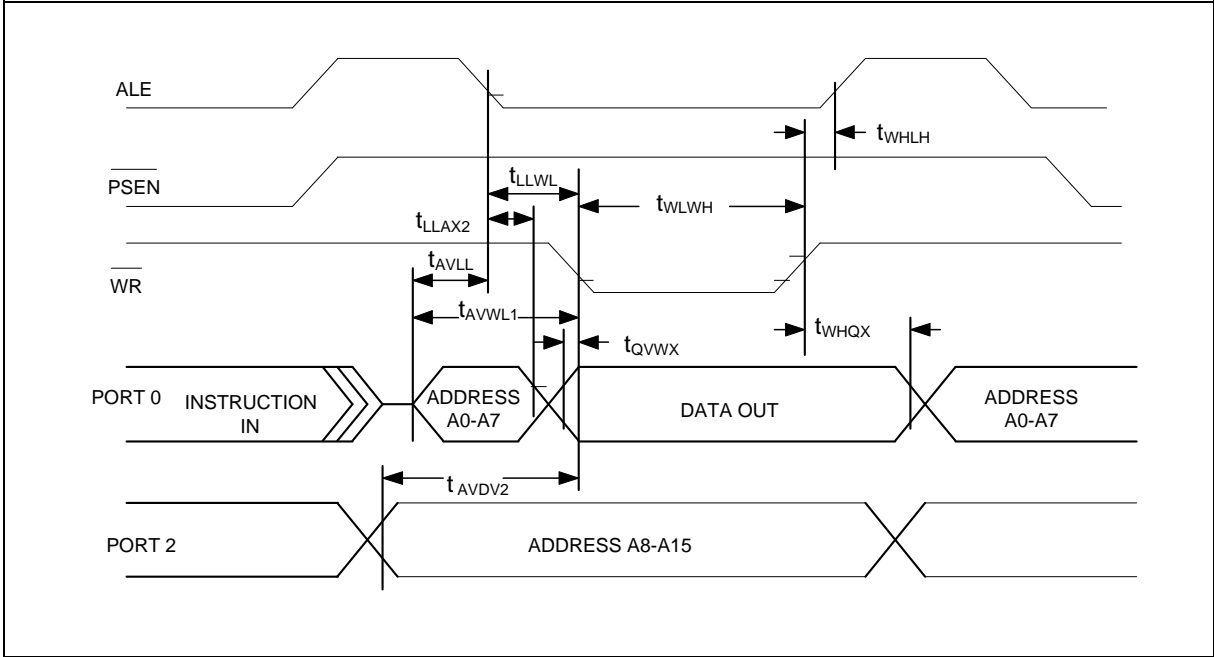 ALE
tWHLH
PSEN
tLLWL
tWLWH
tLLAX2
tAVLL
WR
tAVWL1
tWHQX
tQVWX
PORT 0
INSTRUCTION
IN
ADDRESS
A0-A7
DATA OUT
ADDRESS
A0-A7
t AVDV2
PORT 2
ADDRESS A8-A15